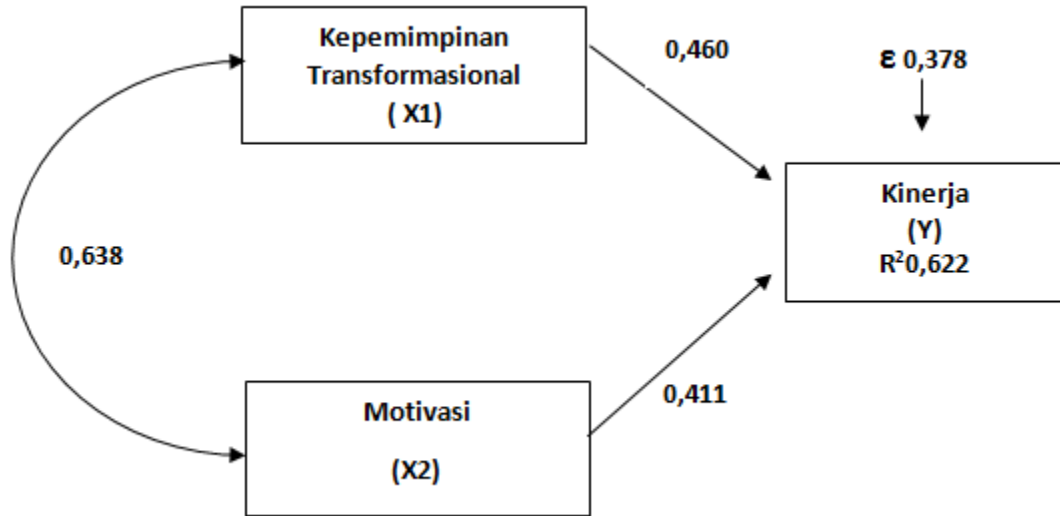 Kepemimpinan
Transformasional
( X1)
0,460
ε 0,378
Kinerja
(Y)
R²0,622
0,638
0,411
Motivasi
(X2)